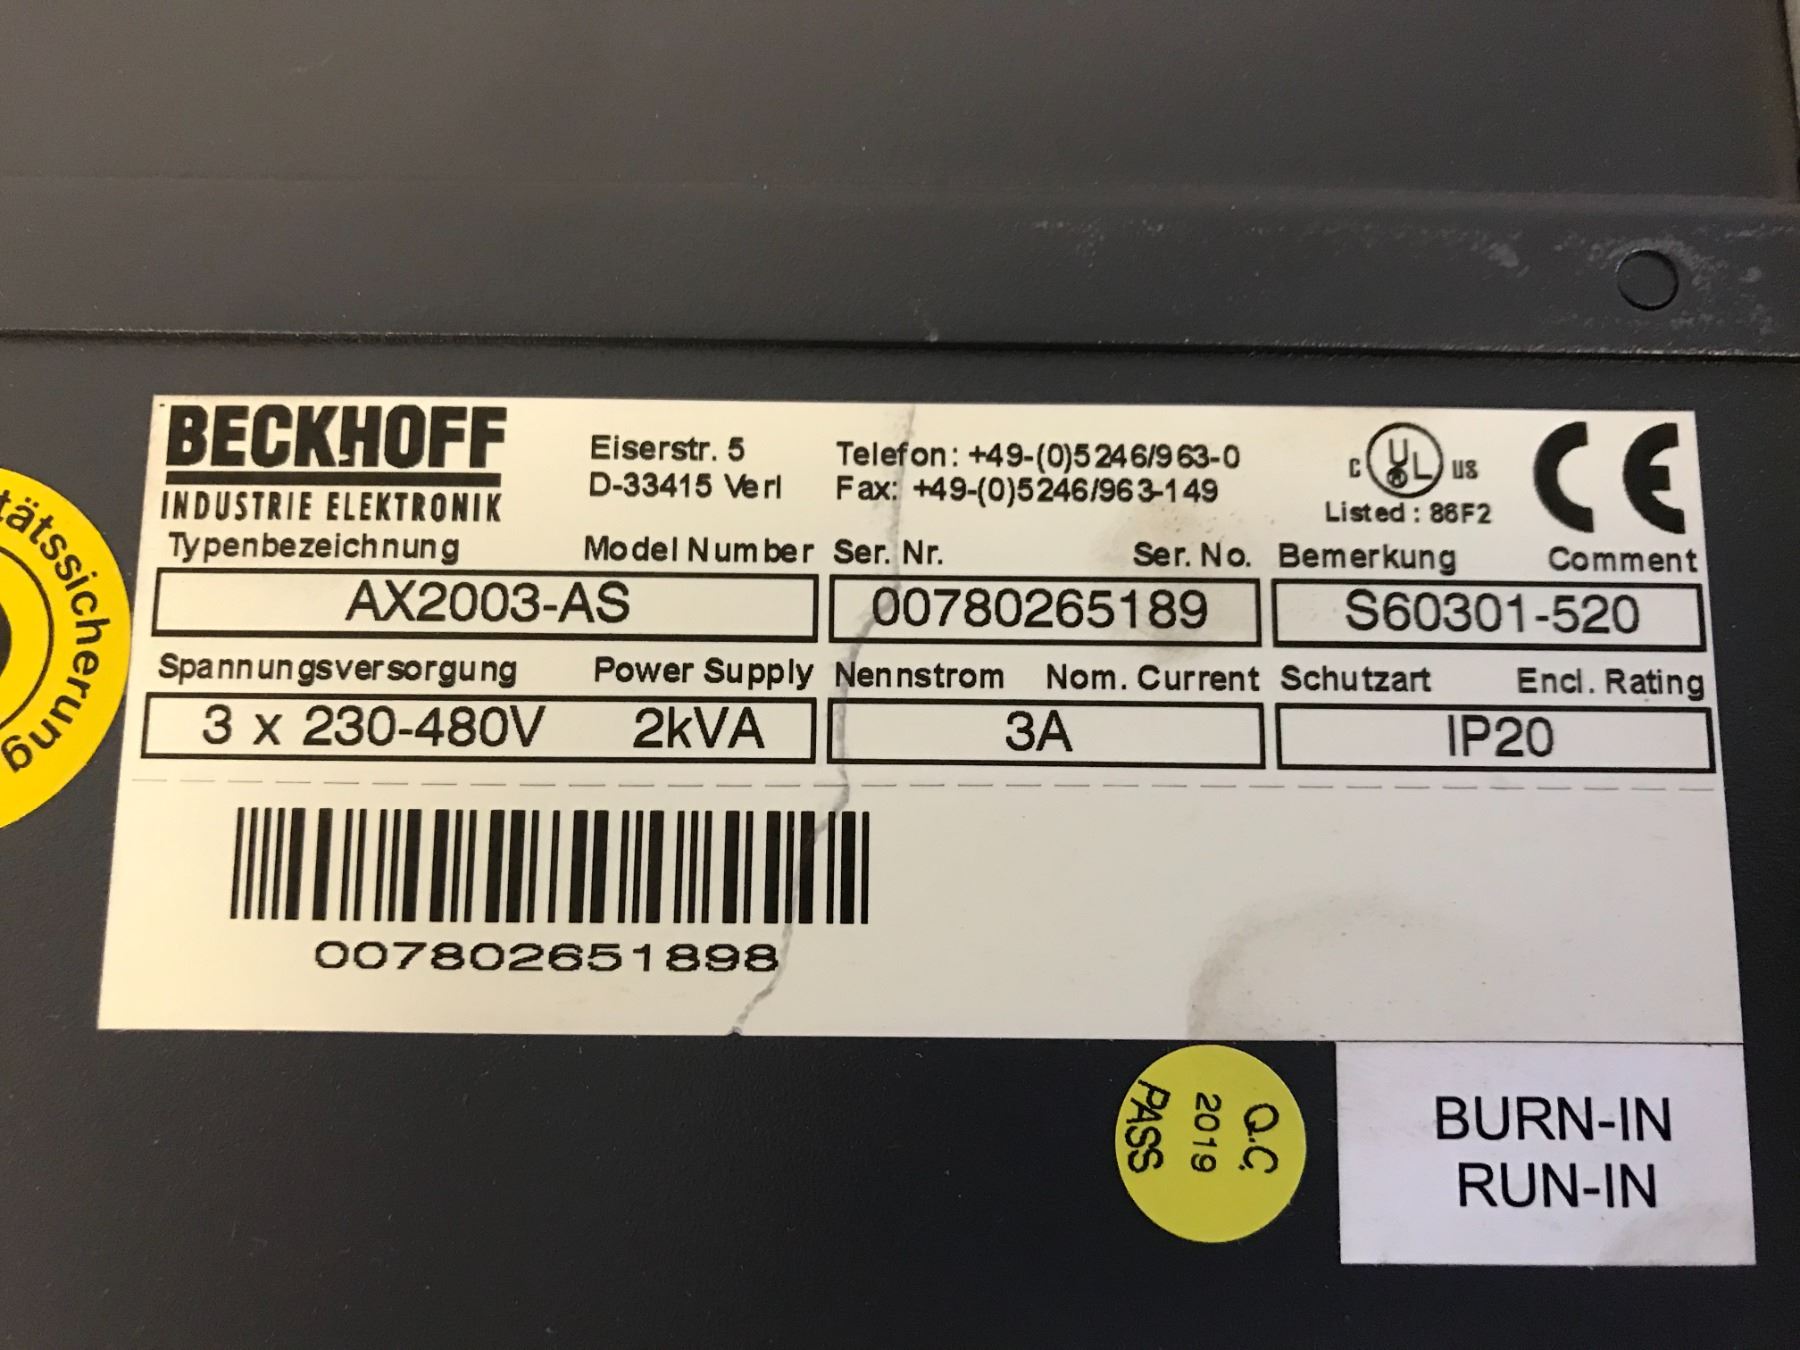 BECKHOFF
INDUSTRIE ELEKTRONIK
Eiserstr. 5
D-33415 Verl
Telefon: +49-(0)5246/963-0
Fax: +49-(0)5246/963-149
C UL US
Listed : 86F2
CE
Typenbezeichnung Model Number Ser. Nr. Ser. No. Bemerkung Comment
AX2003-AS 00780265189 S60301-520
Spannungsversorgung Power Supply Nennstrom Nom. Current Schutzart Encl. Rating
3 x 230-480V 2kVA 3A IP20
007802651898
Q.C.
2019
PASS
BURN-IN
RUN-IN